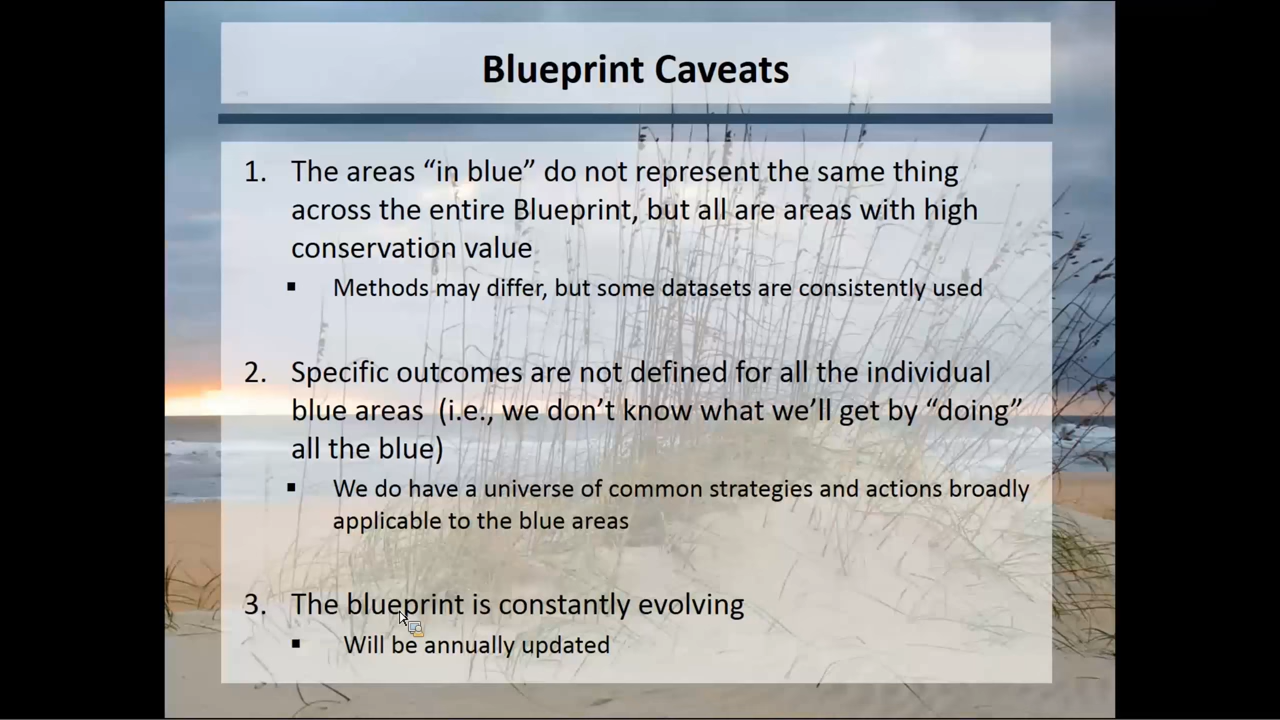 Blueprint Caveats
1. The areas “in blue” do not represent the same thing
across the entire Blueprint, but all are areas with high
conservation value
▪ Methods may differ, but some datasets are consistently used
2. Specific outcomes are not defined for all the individual
blue areas (i.e., we don’t know what we’ll get by “doing”
all the blue)
▪ We do have a universe of common strategies and actions broadly
applicable to the blue areas
3. The blueprint is constantly evolving
▪ Will be annually updated